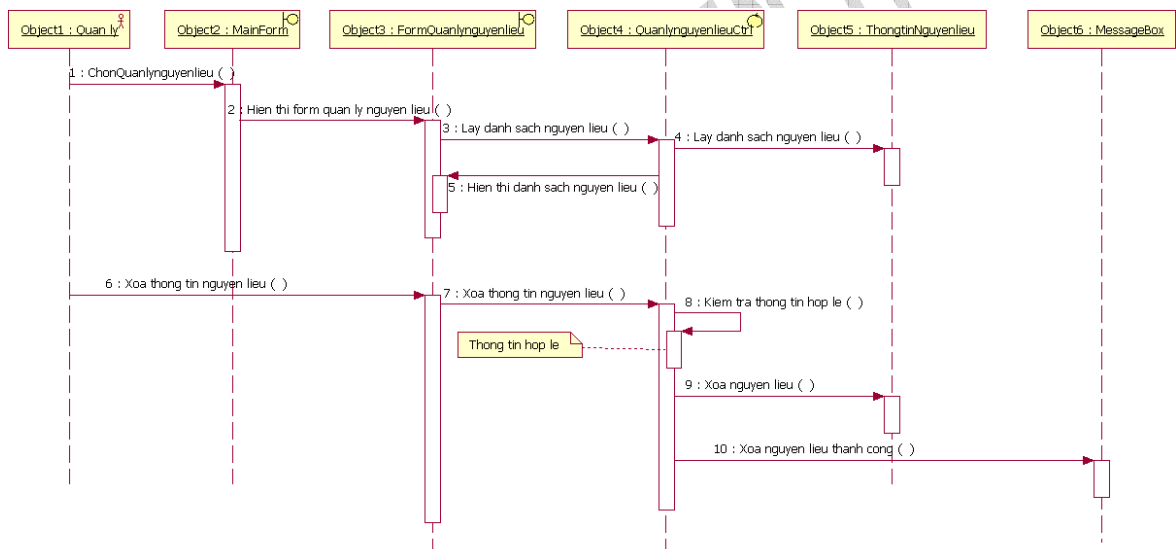 Object1 : Quan ly
Object2 : MainForm
Object3 : FormQuanlynguyenlieu
Object4 : QuanlynguyenlieuCtrl
Object5 : ThongtinNguyenlieu
Object6 : MessageBox
1 : ChonQuanlynguyenlieu ( )
2 : Hien thi form quan ly nguyen lieu ( )
3 : Lay danh sach nguyen lieu ( )
4 : Lay danh sach nguyen lieu ( )
5 : Hien thi danh sach nguyen lieu ( )
6 : Xoa thong tin nguyen lieu ( )
7 : Xoa thong tin nguyen lieu ( )
8 : Kiem tra thong tin hop le ( )
Thong tin hop le
9 : Xoa nguyen lieu ( )
10 : Xoa nguyen lieu thanh cong ( )